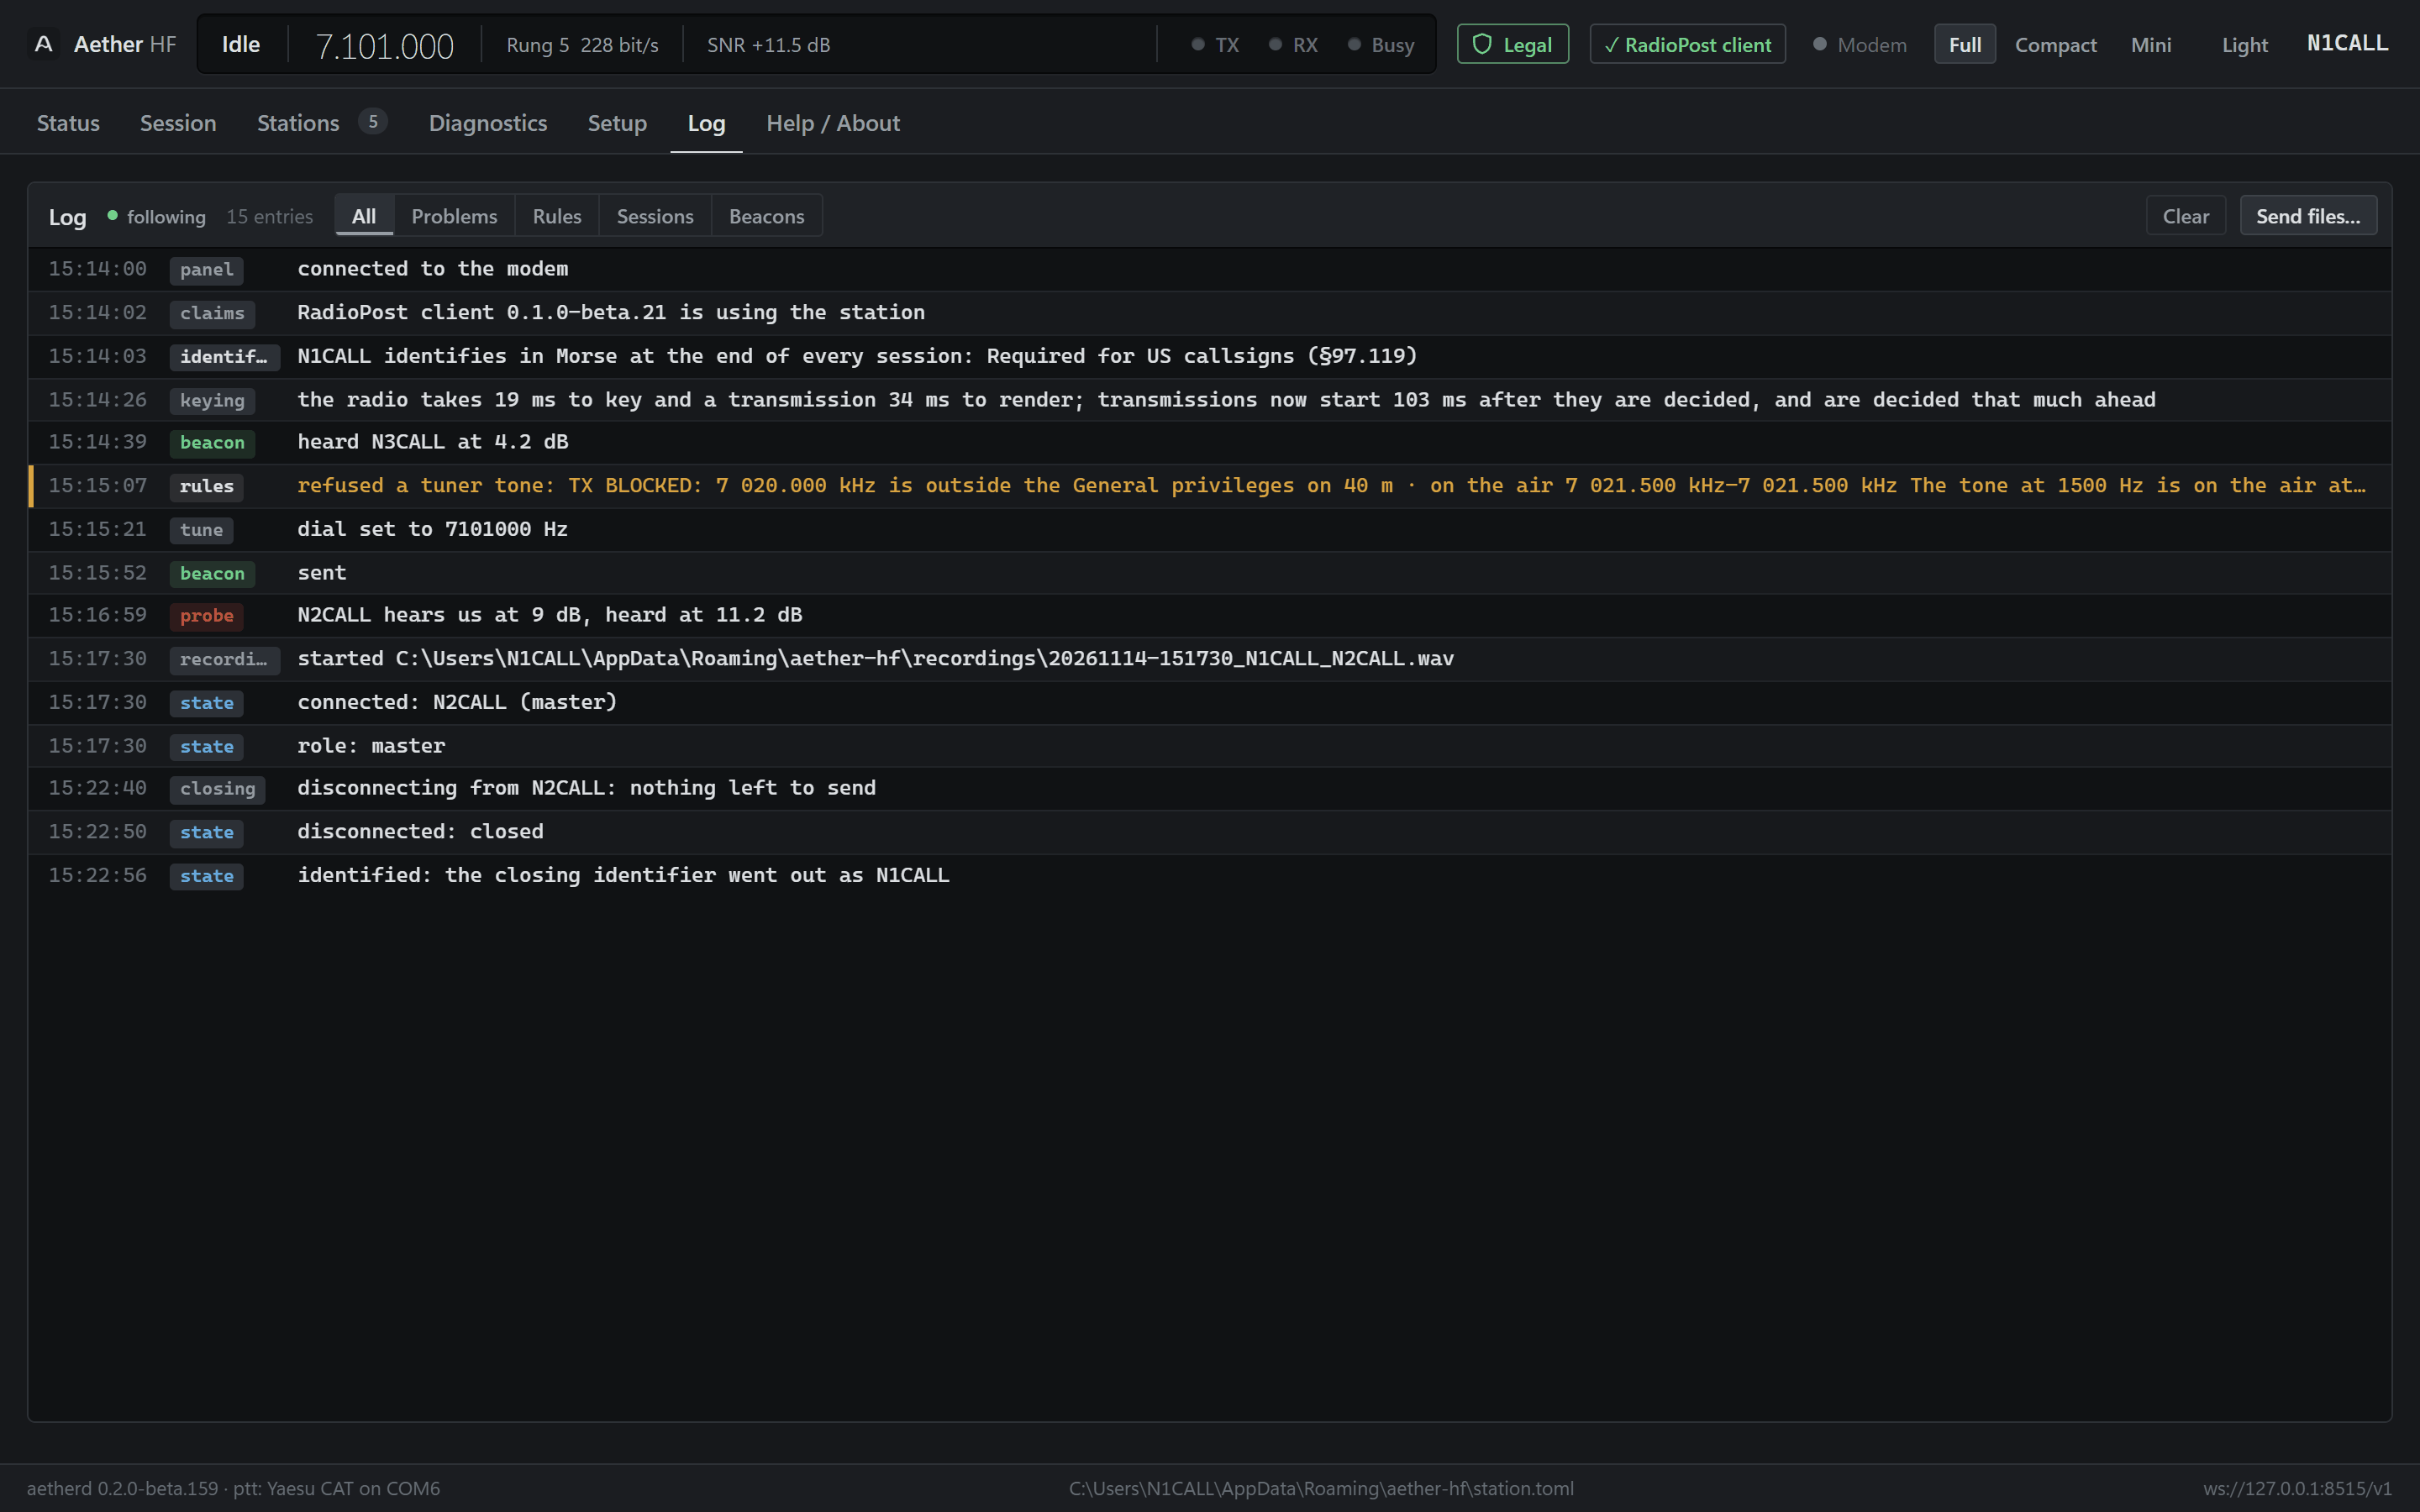 Aether HF Idle 7.101.000 Rung 5 228 bit/s SNR +11.5 dB TX RX Busy Legal ✓ RadioPost client Modem Full Compact Mini Light N1CALL
Status Session Stations 5 Diagnostics Setup Log Help / About
Log following 15 entries All Problems Rules Sessions Beacons Clear Send files...
15:14:00 panel connected to the modem
15:14:02 claims RadioPost client 0.1.0-beta.21 is using the station
15:14:03 identif… N1CALL identifies in Morse at the end of every session: Required for US callsigns (§97.119)
15:14:26 keying the radio takes 19 ms to key and a transmission 34 ms to render; transmissions now start 103 ms after they are decided, and are decided that much ahead
15:14:39 beacon heard N3CALL at 4.2 dB
15:15:07 rules refused a tuner tone: TX BLOCKED: 7 020.000 kHz is outside the General privileges on 40 m · on the air 7 021.500 kHz–7 021.500 kHz The tone at 1500 Hz is on the air at…
15:15:21 tune dial set to 7101000 Hz
15:15:52 beacon sent
15:16:59 probe N2CALL hears us at 9 dB, heard at 11.2 dB
15:17:30 recordi… started C:\Users\N1CALL\AppData\Roaming\aether-hf\recordings\20261114-151730_N1CALL_N2CALL.wav
15:17:30 state connected: N2CALL (master)
15:17:30 state role: master
15:22:40 closing disconnecting from N2CALL: nothing left to send
15:22:50 state disconnected: closed
15:22:56 state identified: the closing identifier went out as N1CALL
aetherd 0.2.0-beta.159 · ptt: Yaesu CAT on COM6 C:\Users\N1CALL\AppData\Roaming\aether-hf\station.toml ws://127.0.0.1:8515/v1